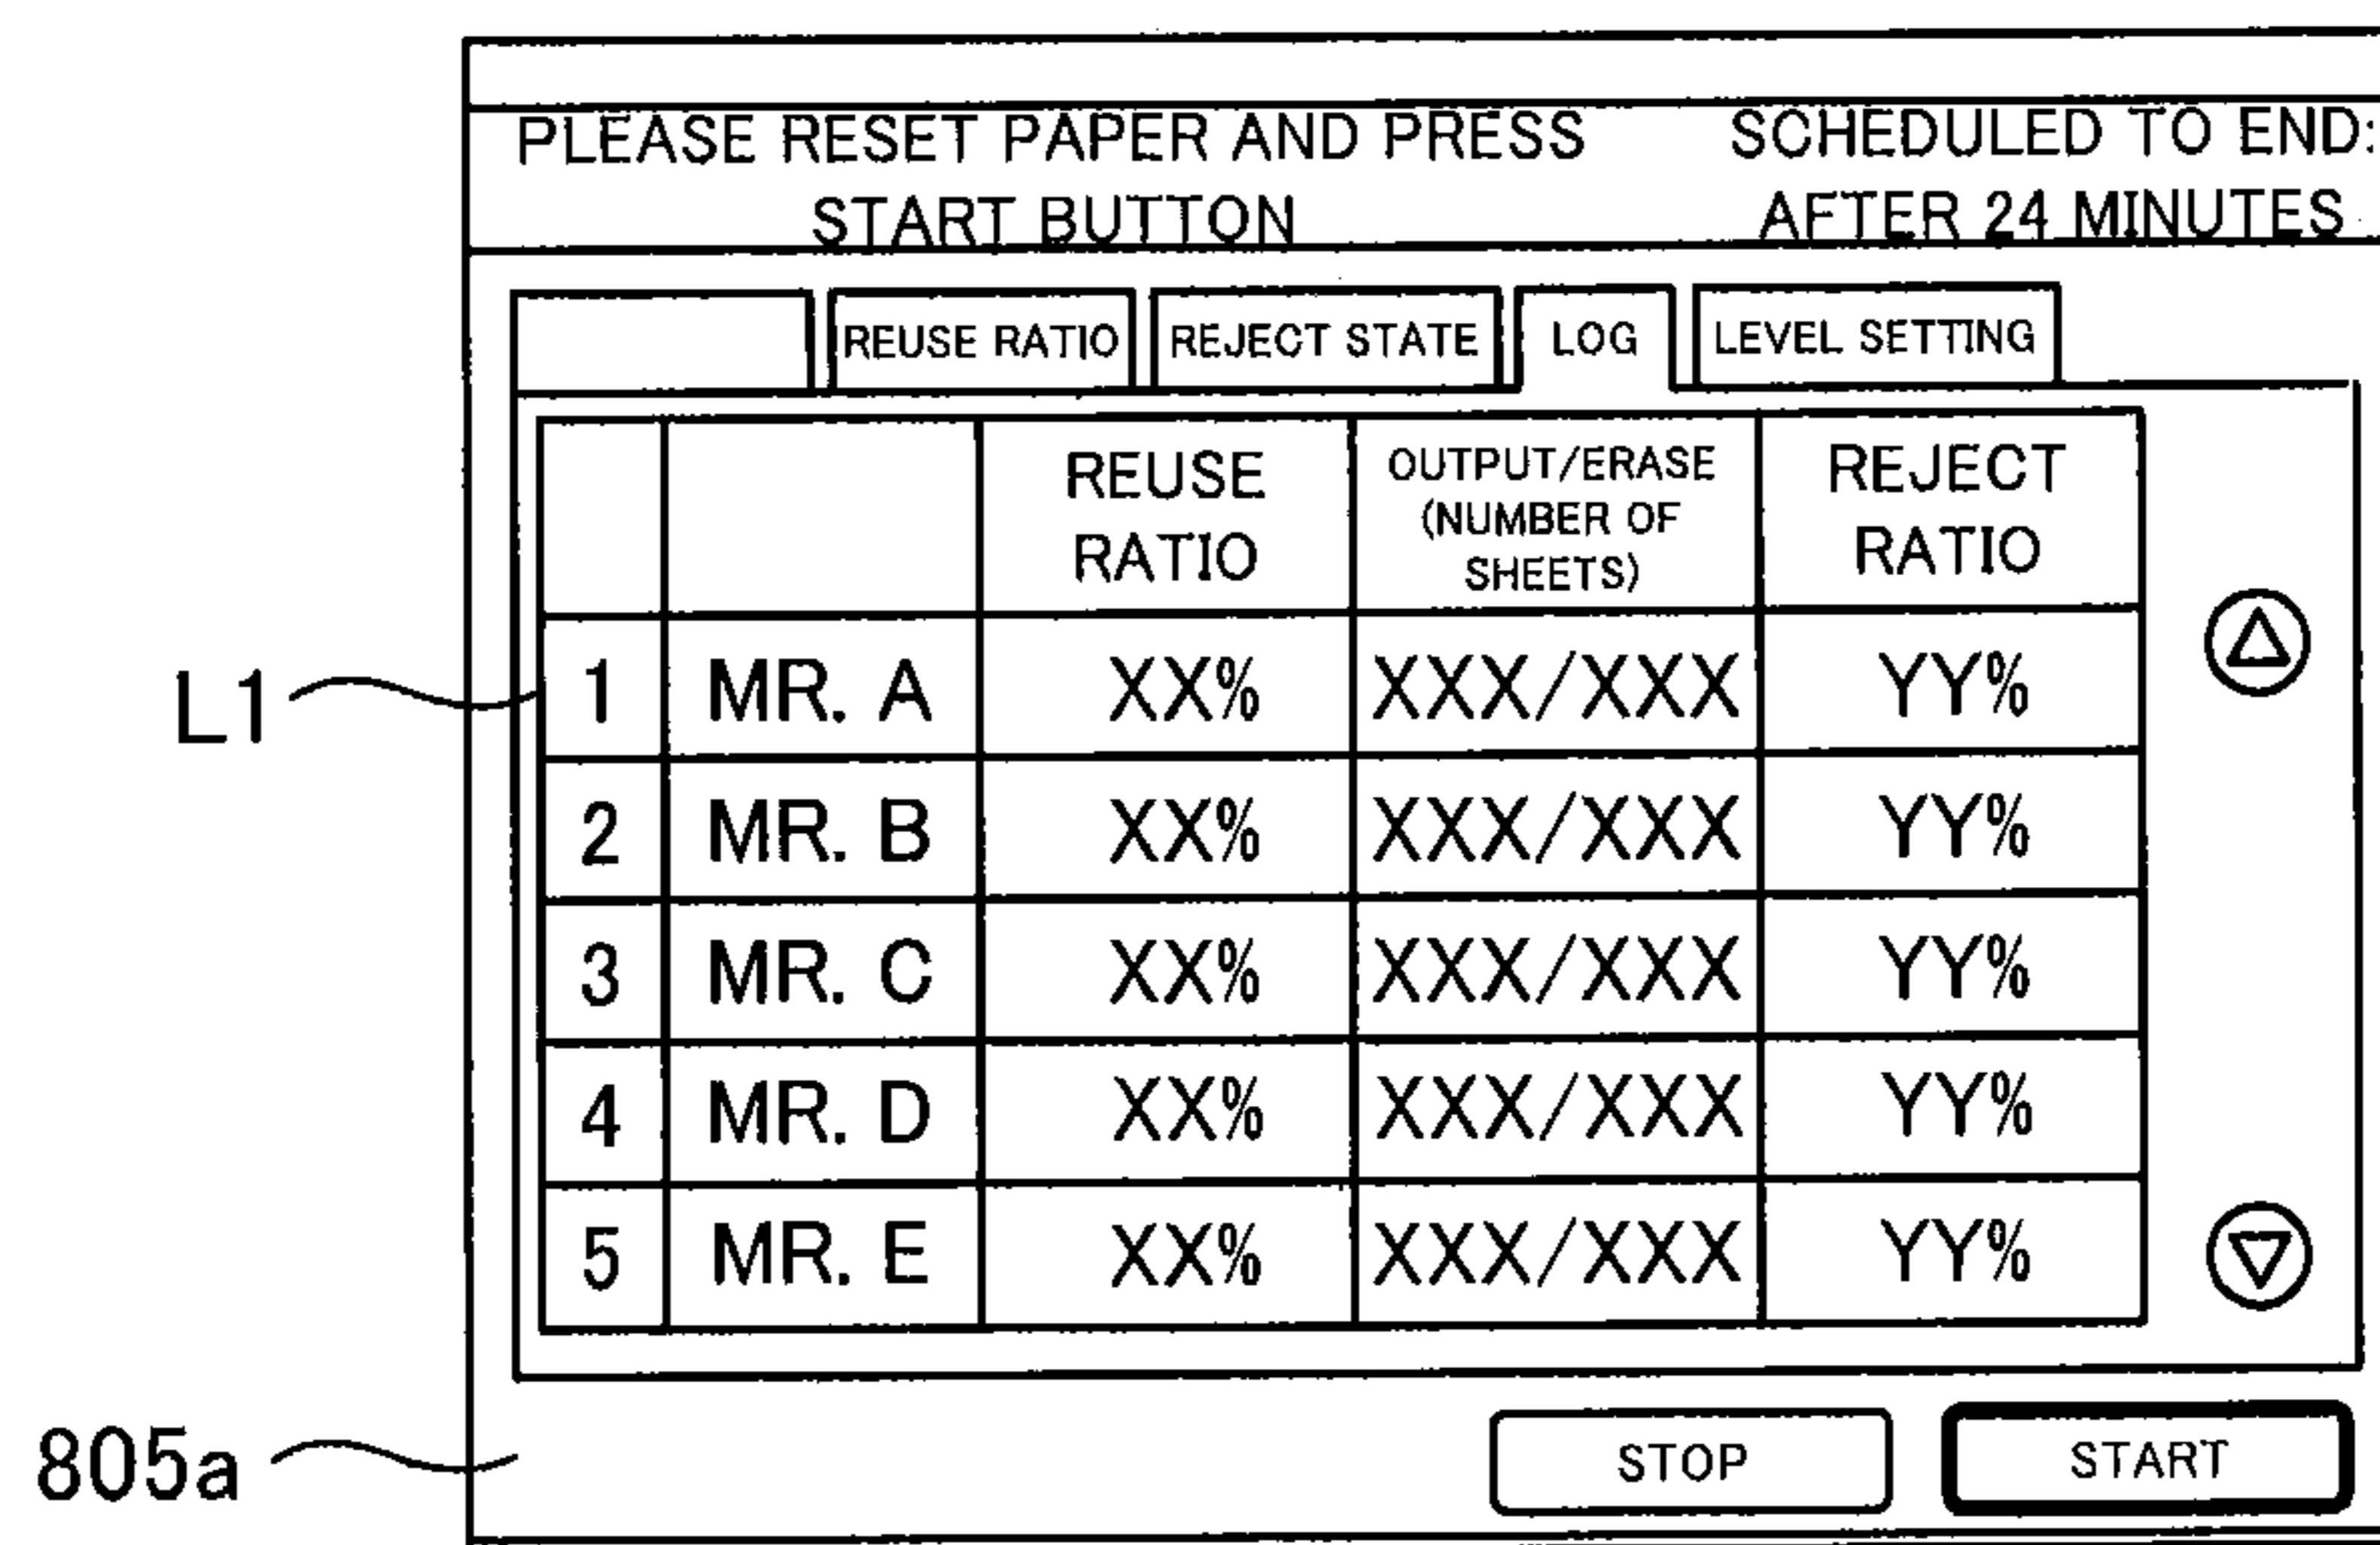 PLEASE RESET PAPER AND PRESS
START BUTTON
SCHEDULED TO END:
AFTER 24 MINUTES
REUSE RATIO
REJECT STATE
LOG
LEVEL SETTING
REUSE
RATIO
OUTPUT/ERASE
(NUMBER OF
SHEETS)
REJECT
RATIO
L1
1 MR. A XX% XXX/XXX YY%
2 MR. B XX% XXX/XXX YY%
3 MR. C XX% XXX/XXX YY%
4 MR. D XX% XXX/XXX YY%
5 MR. E XX% XXX/XXX YY%
805a
STOP
START